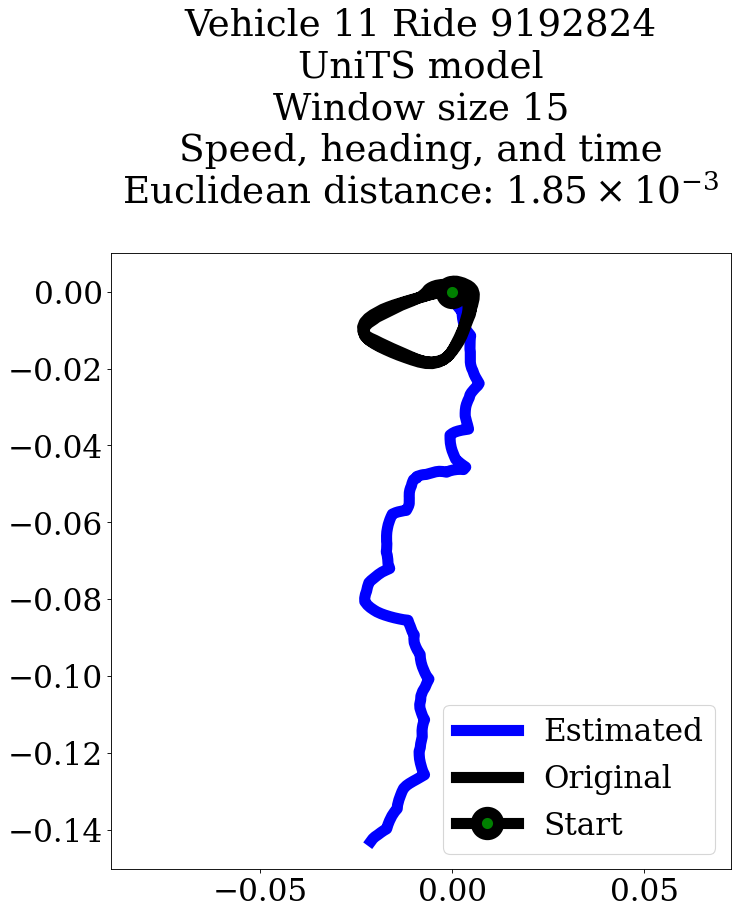 Vehicle 11 Ride 9192824
UniTS model
Window size 15
Speed, heading, and time
Euclidean distance: 1.85 × 10⁻³
0.00
−0.02
−0.04
−0.06
−0.08
−0.10
−0.12
−0.14
Estimated
Original
Start
−0.05 0.00 0.05